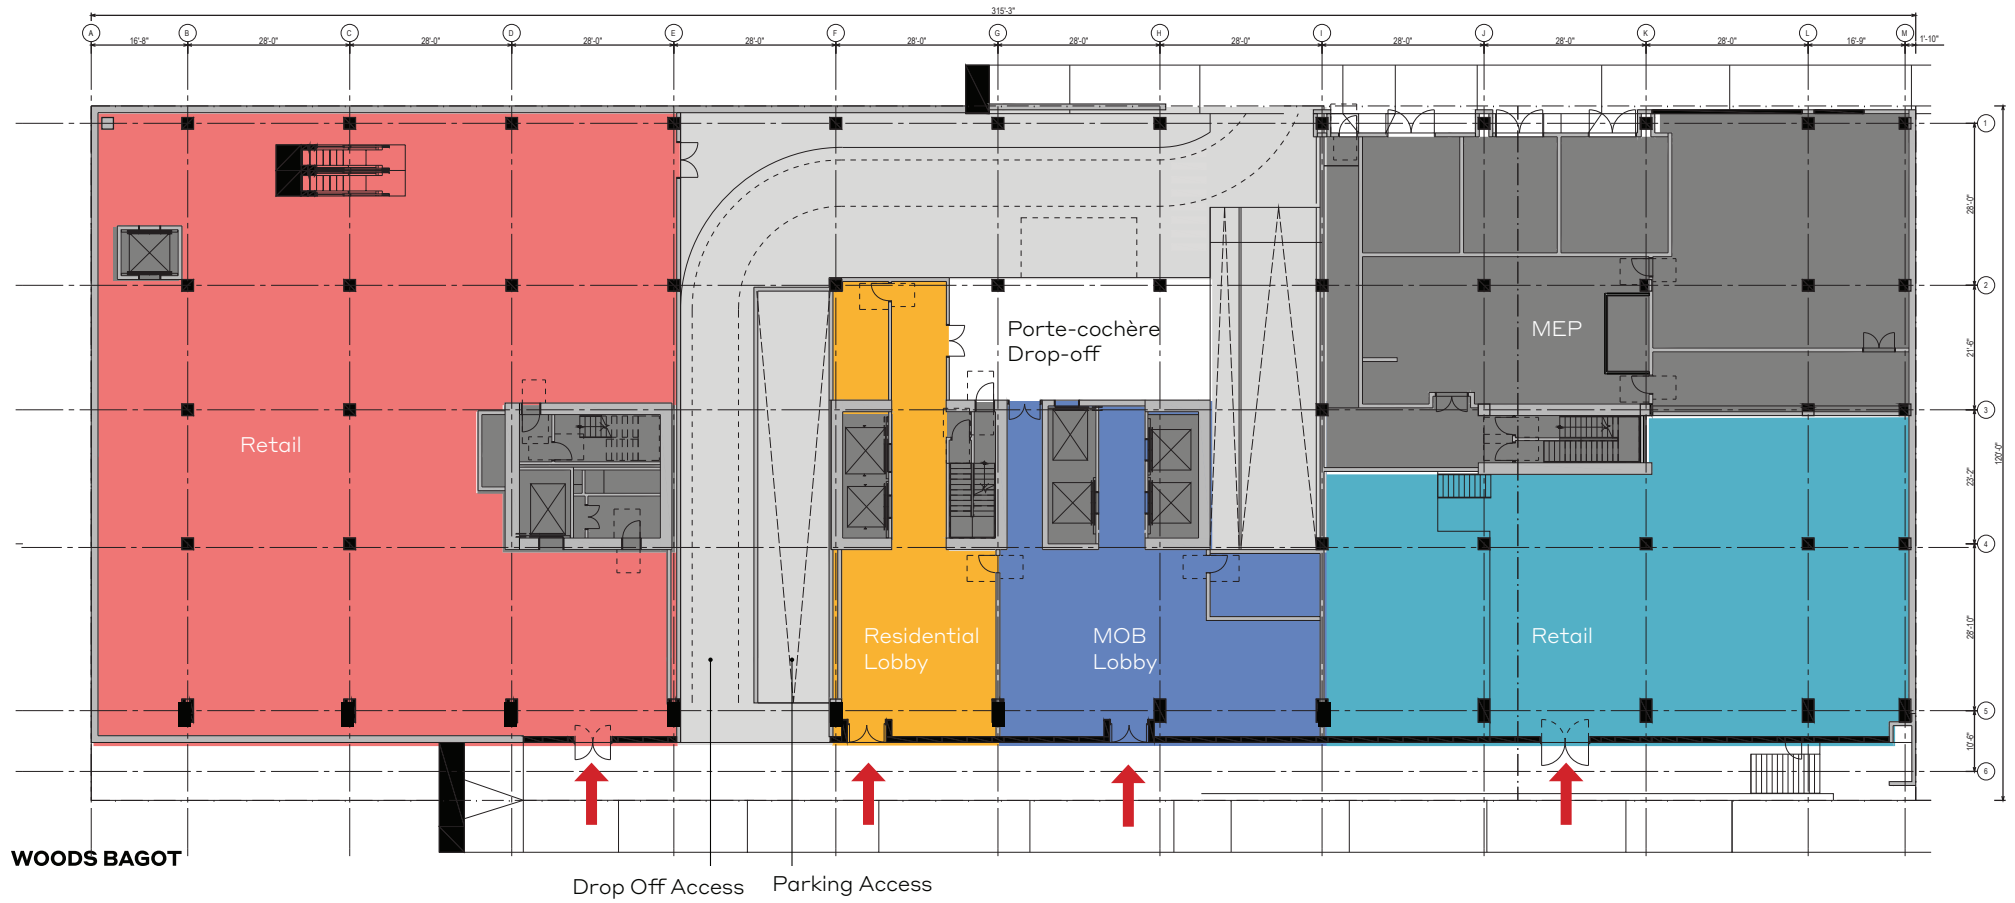 315'-3"
A B C D E F G H I J K L M
16'-8" 28'-0" 28'-0" 28'-0" 28'-0" 28'-0" 28'-0" 28'-0" 28'-0" 28'-0" 28'-0" 16'-9" 1'-10"
1
28'-0"
2
Porte-cochère
Drop-off
MEP
21'-6"
3
Retail
120'-0"
23'-2"
4
Residential
Lobby
MOB
Lobby
Retail
28'-10"
5
10'-6"
6
WOODS BAGOT
Drop Off Access
Parking Access